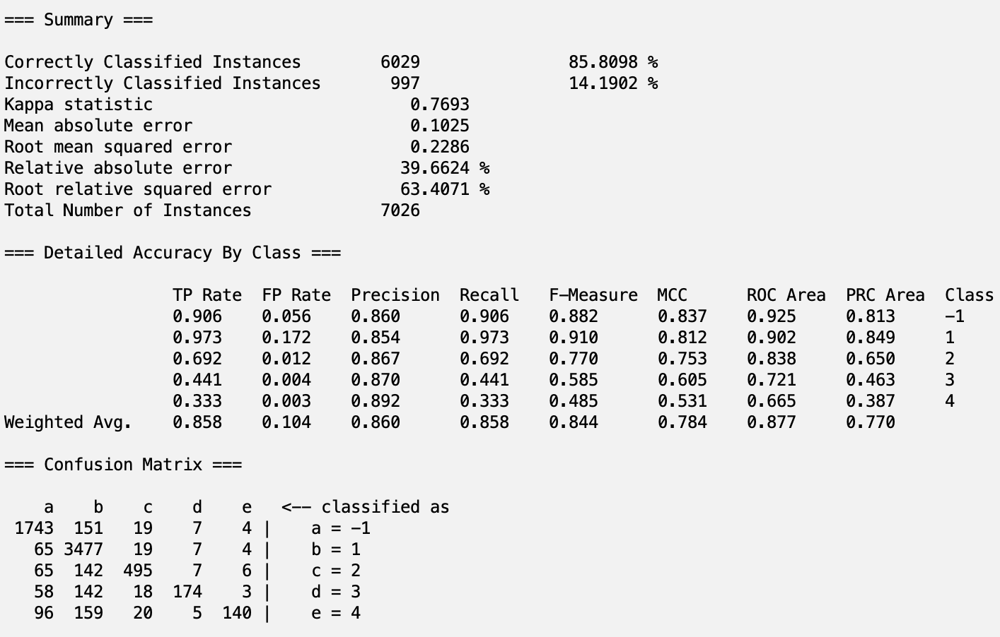 === Summary ===
Correctly Classified Instances 6029 85.8098 %
Incorrectly Classified Instances 997 14.1902 %
Kappa statistic 0.7693
Mean absolute error 0.1025
Root mean squared error 0.2286
Relative absolute error 39.6624 %
Root relative squared error 63.4071 %
Total Number of Instances 7026
=== Detailed Accuracy By Class ===
TP Rate FP Rate Precision Recall F-Measure MCC ROC Area PRC Area Class
0.906 0.056 0.860 0.906 0.882 0.837 0.925 0.813 -1
0.973 0.172 0.854 0.973 0.910 0.812 0.902 0.849 1
0.692 0.012 0.867 0.692 0.770 0.753 0.838 0.650 2
0.441 0.004 0.870 0.441 0.585 0.605 0.721 0.463 3
0.333 0.003 0.892 0.333 0.485 0.531 0.665 0.387 4
Weighted Avg. 0.858 0.104 0.860 0.858 0.844 0.784 0.877 0.770
=== Confusion Matrix ===
a b c d e <-- classified as
1743 151 19 7 4 | a = -1
65 3477 19 7 4 | b = 1
65 142 495 7 6 | c = 2
58 142 18 174 3 | d = 3
96 159 20 5 140 | e = 4